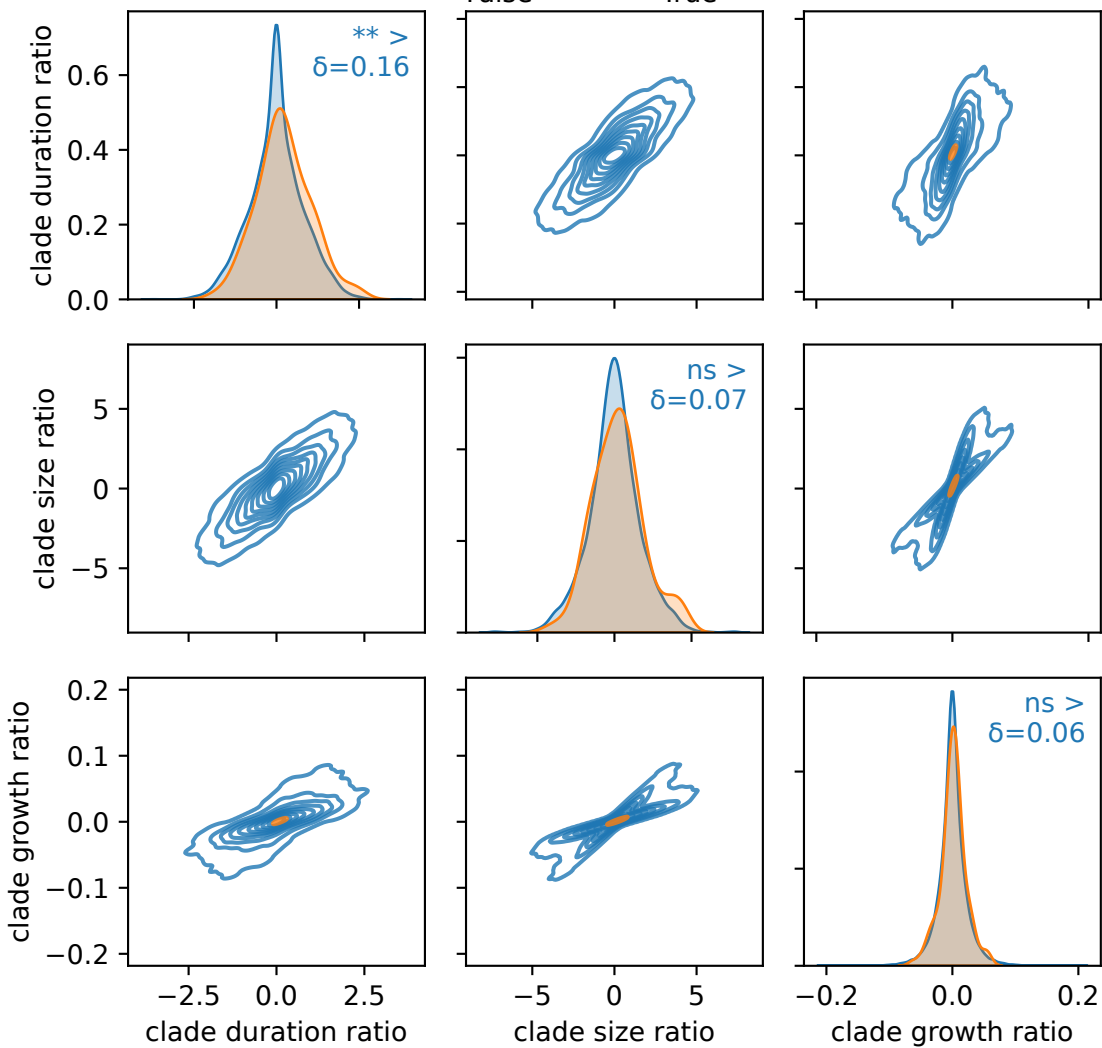 False True
clade duration ratio
0.6
0.4
0.2
0.0
** >
δ=0.16
clade size ratio
5
0
−5
ns >
δ=0.07
clade growth ratio
0.2
0.1
0.0
−0.1
−0.2
ns >
δ=0.06
−2.5 0.0 2.5
−5 0 5
−0.2 0.0 0.2
clade duration ratio
clade size ratio
clade growth ratio